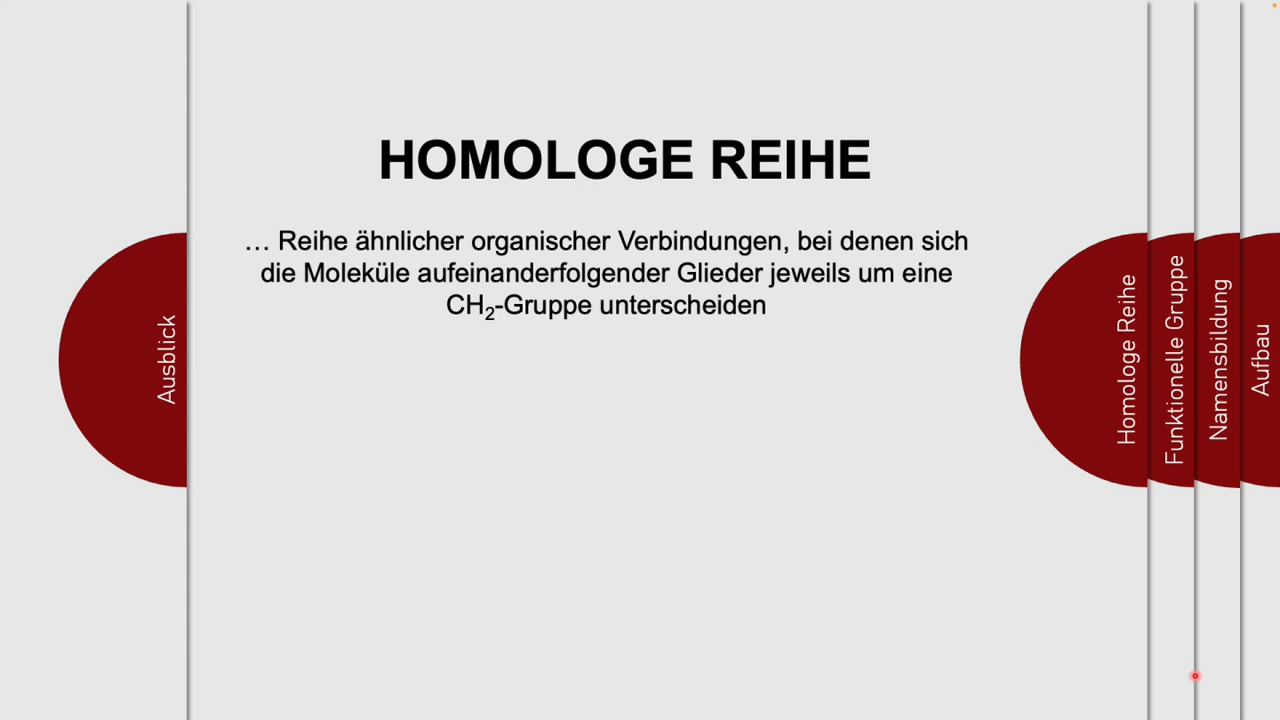 HOMOLOGE REIHE
… Reihe ähnlicher organischer Verbindungen, bei denen sich
die Moleküle aufeinanderfolgender Glieder jeweils um eine
CH₂-Gruppe unterscheiden
Ausblick
Homologe Reihe
Funktionelle Gruppe
Namensbildung
Aufbau